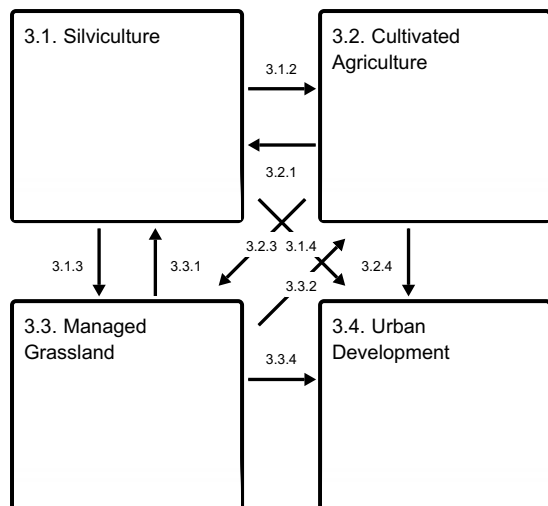 3.1. Silviculture
3.2. Cultivated
Agriculture
3.1.2
3.2.1
3.1.3
3.3.1
3.2.3
3.1.4
3.2.4
3.3.2
3.3. Managed
Grassland
3.4. Urban
Development
3.3.4